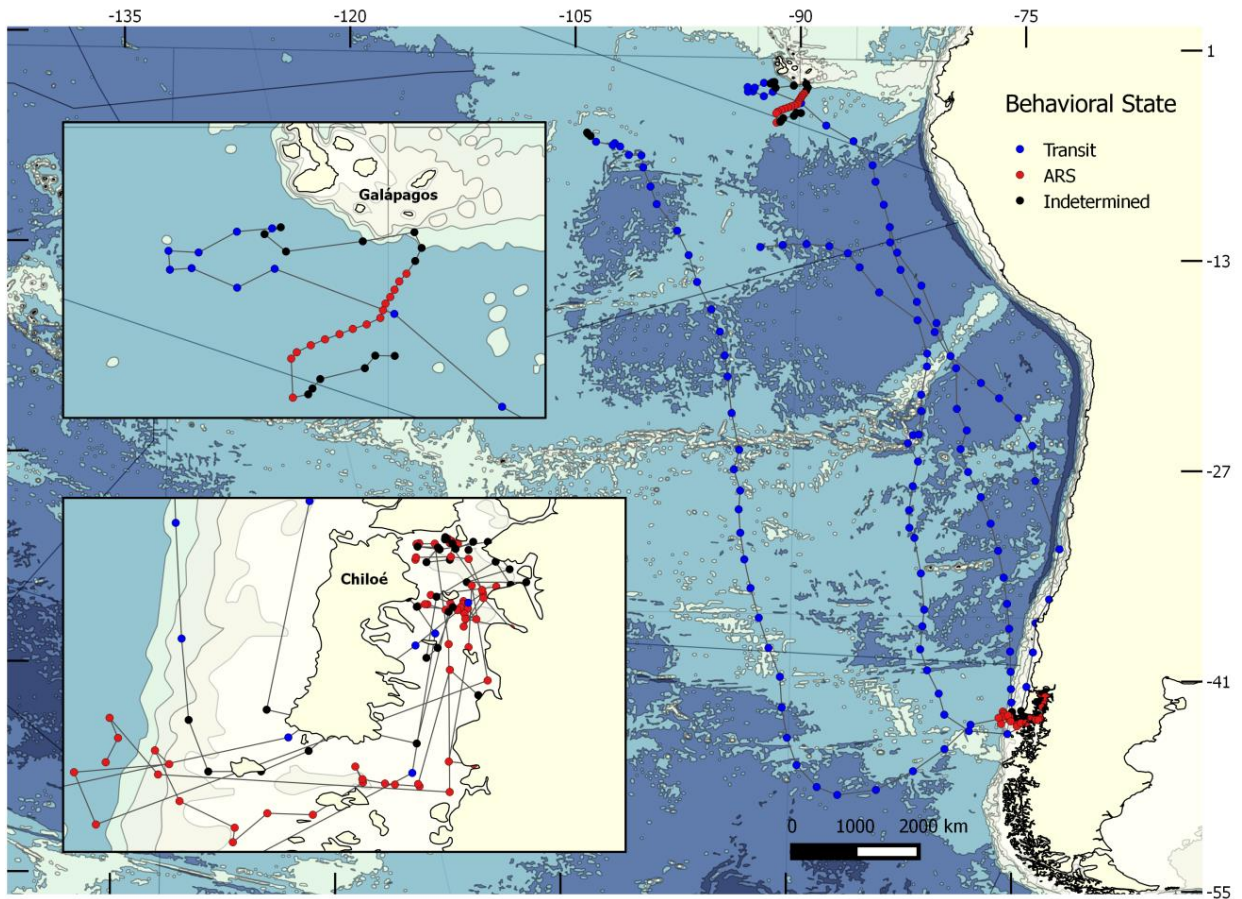 -135 -120 -105 -90 -75
1
Behavioral State
Transit
ARS
Indetermined
Galápagos
-13
-27
Chiloé
-41
0 1000 2000 km
-55